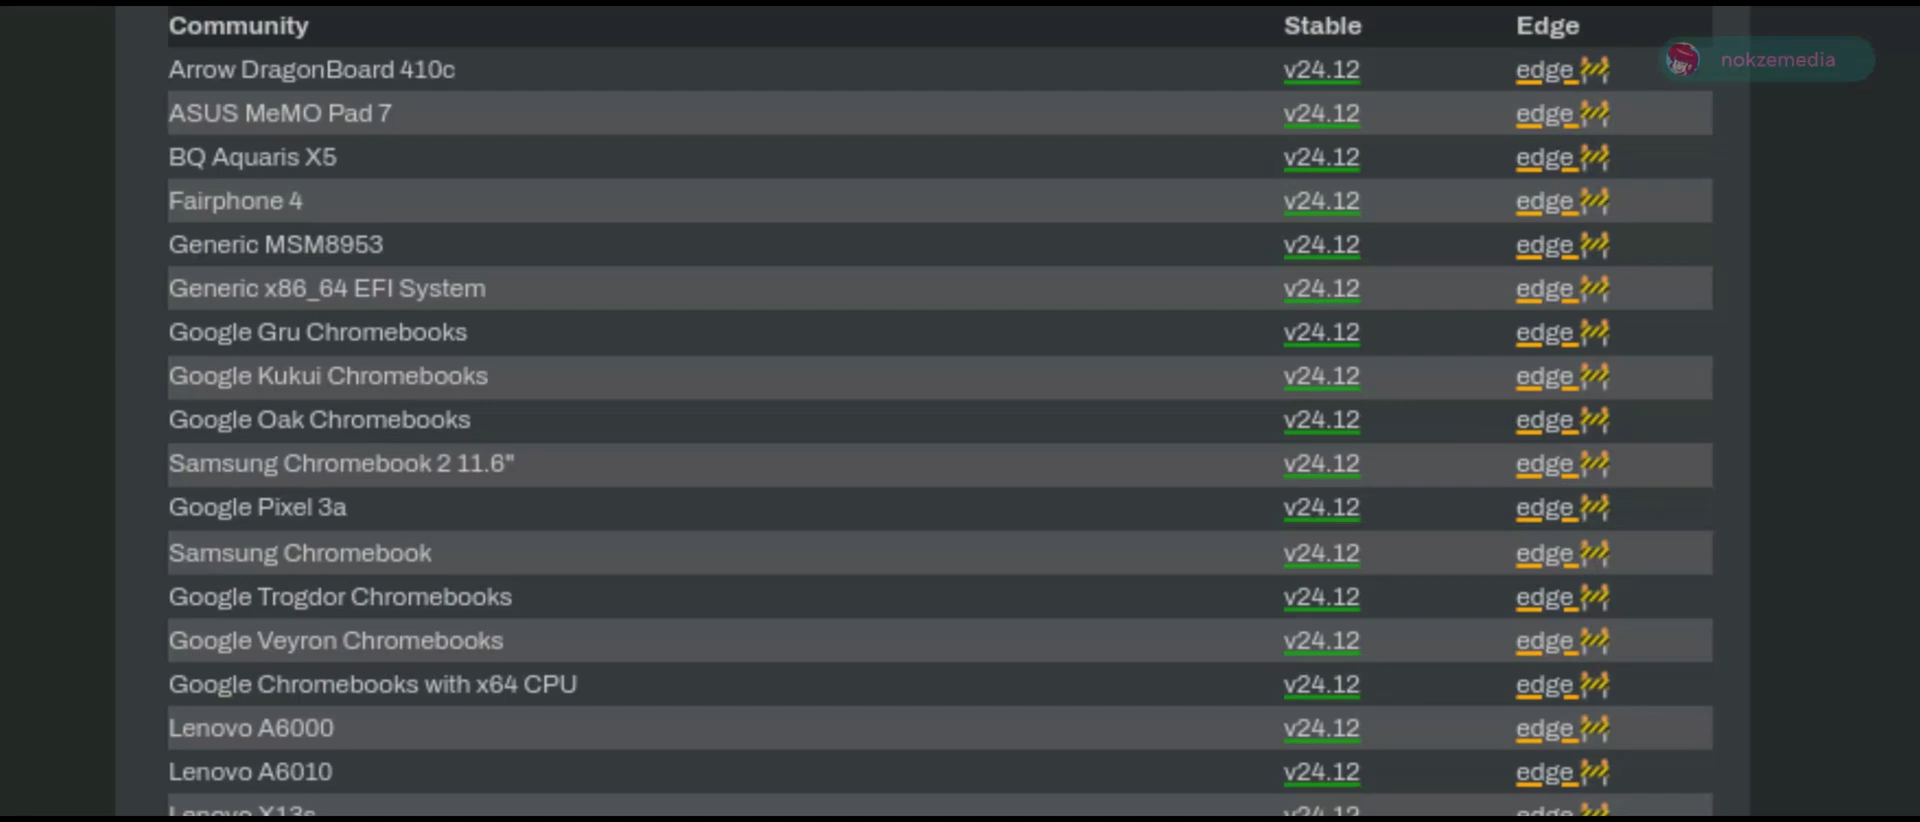 Community Stable Edge
nokzemedia
Arrow DragonBoard 410c v24.12 edge 🚧
ASUS MeMO Pad 7 v24.12 edge 🚧
BQ Aquaris X5 v24.12 edge 🚧
Fairphone 4 v24.12 edge 🚧
Generic MSM8953 v24.12 edge 🚧
Generic x86_64 EFI System v24.12 edge 🚧
Google Gru Chromebooks v24.12 edge 🚧
Google Kukui Chromebooks v24.12 edge 🚧
Google Oak Chromebooks v24.12 edge 🚧
Samsung Chromebook 2 11.6" v24.12 edge 🚧
Google Pixel 3a v24.12 edge 🚧
Samsung Chromebook v24.12 edge 🚧
Google Trogdor Chromebooks v24.12 edge 🚧
Google Veyron Chromebooks v24.12 edge 🚧
Google Chromebooks with x64 CPU v24.12 edge 🚧
Lenovo A6000 v24.12 edge 🚧
Lenovo A6010 v24.12 edge 🚧
Lenovo X13s v24.12 edge 🚧